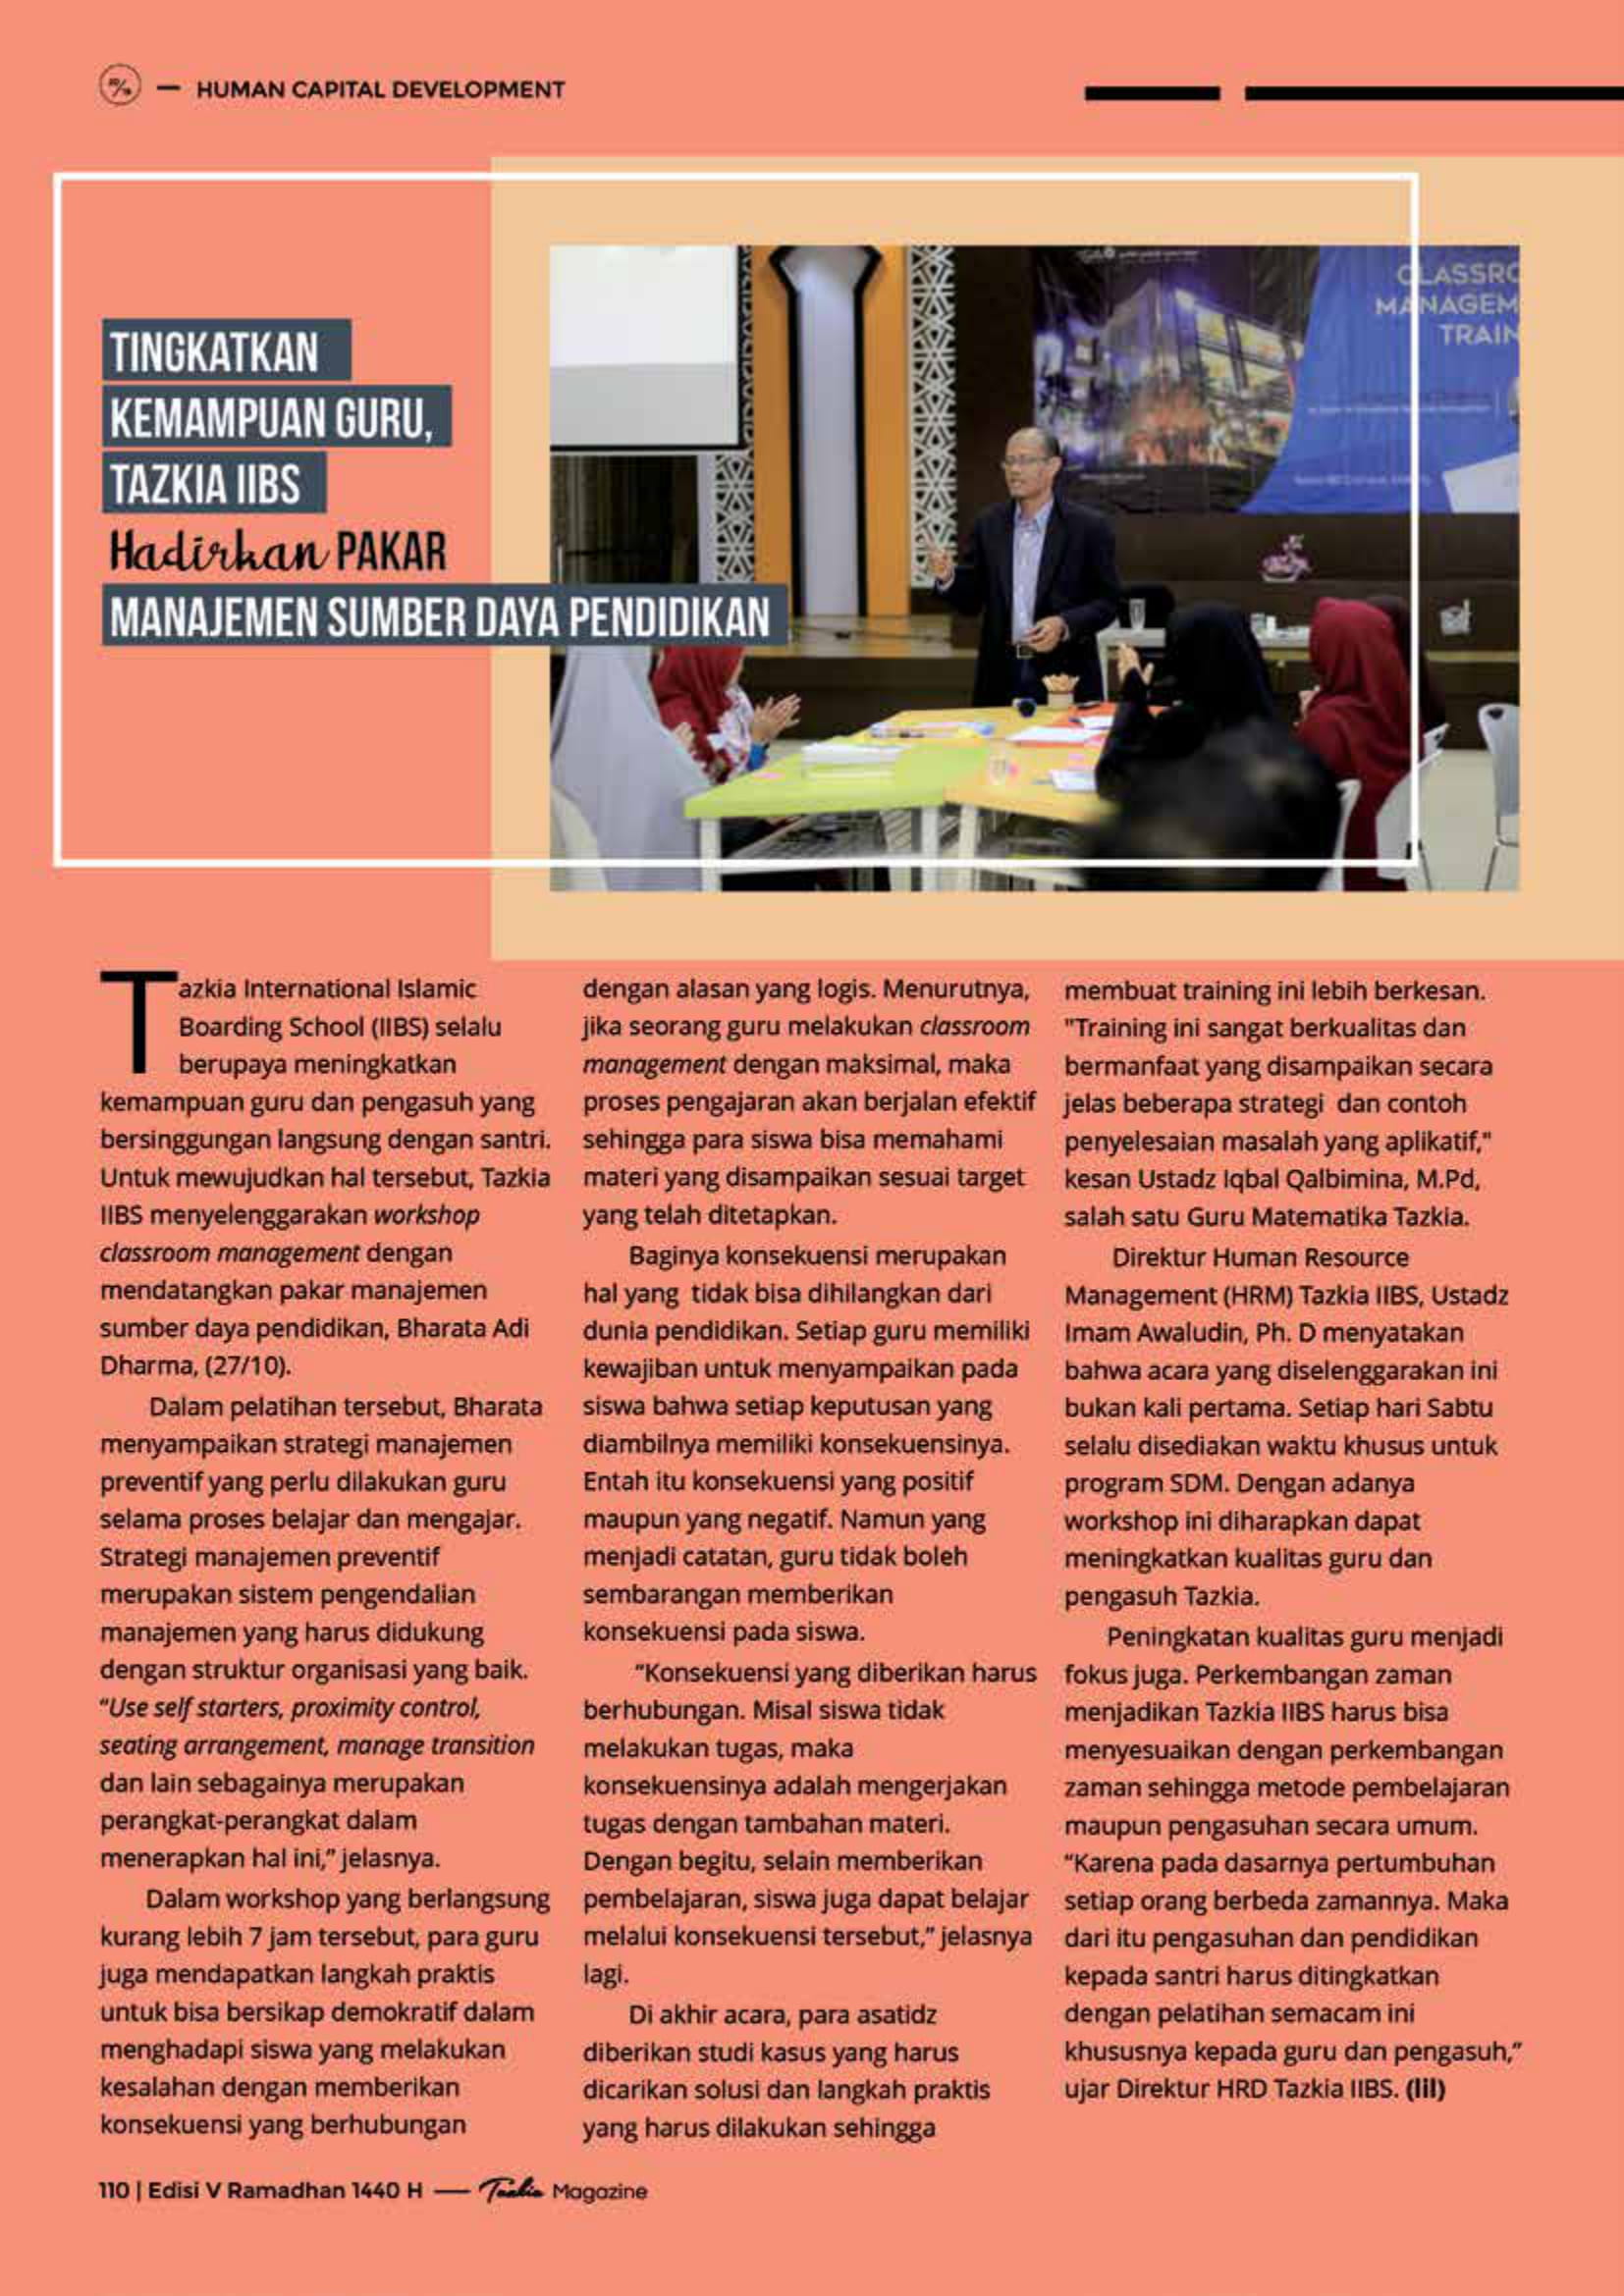 HUMAN CAPITAL DEVELOPMENT
TINGKATKAN
KEMAMPUAN GURU,
TAZKIA IIBS
Hadirkan PAKAR
MANAJEMEN SUMBER DAYA PENDIDIKAN
CLASSRO
MANAGEM
TRAIN
Tazkia International Islamic
Boarding School (IIBS) selalu
berupaya meningkatkan
kemampuan guru dan pengasuh yang
bersinggungan langsung dengan santri.
Untuk mewujudkan hal tersebut, Tazkia
IIBS menyelenggarakan workshop
classroom management dengan
mendatangkan pakar manajemen
sumber daya pendidikan, Bharata Adi
Dharma, (27/10).
Dalam pelatihan tersebut, Bharata
menyampaikan strategi manajemen
preventif yang perlu dilakukan guru
selama proses belajar dan mengajar.
Strategi manajemen preventif
merupakan sistem pengendalian
manajemen yang harus didukung
dengan struktur organisasi yang baik.
“Use self starters, proximity control,
seating arrangement, manage transition
dan lain sebagainya merupakan
perangkat-perangkat dalam
menerapkan hal ini,” jelasnya.
Dalam workshop yang berlangsung
kurang lebih 7 jam tersebut, para guru
juga mendapatkan langkah praktis
untuk bisa bersikap demokratif dalam
menghadapi siswa yang melakukan
kesalahan dengan memberikan
konsekuensi yang berhubungan
dengan alasan yang logis. Menurutnya,
jika seorang guru melakukan classroom
management dengan maksimal, maka
proses pengajaran akan berjalan efektif
sehingga para siswa bisa memahami
materi yang disampaikan sesuai target
yang telah ditetapkan.
Baginya konsekuensi merupakan
hal yang tidak bisa dihilangkan dari
dunia pendidikan. Setiap guru memiliki
kewajiban untuk menyampaikan pada
siswa bahwa setiap keputusan yang
diambilnya memiliki konsekuensinya.
Entah itu konsekuensi yang positif
maupun yang negatif. Namun yang
menjadi catatan, guru tidak boleh
sembarangan memberikan
konsekuensi pada siswa.
“Konsekuensi yang diberikan harus
berhubungan. Misal siswa tidak
melakukan tugas, maka
konsekuensinya adalah mengerjakan
tugas dengan tambahan materi.
Dengan begitu, selain memberikan
pembelajaran, siswa juga dapat belajar
melalui konsekuensi tersebut,” jelasnya
lagi.
Di akhir acara, para asatidz
diberikan studi kasus yang harus
dicarikan solusi dan langkah praktis
yang harus dilakukan sehingga
membuat training ini lebih berkesan.
"Training ini sangat berkualitas dan
bermanfaat yang disampaikan secara
jelas beberapa strategi dan contoh
penyelesaian masalah yang aplikatif,"
kesan Ustadz Iqbal Qalbimina, M.Pd,
salah satu Guru Matematika Tazkia.
Direktur Human Resource
Management (HRM) Tazkia IIBS, Ustadz
Imam Awaludin, Ph. D menyatakan
bahwa acara yang diselenggarakan ini
bukan kali pertama. Setiap hari Sabtu
selalu disediakan waktu khusus untuk
program SDM. Dengan adanya
workshop ini diharapkan dapat
meningkatkan kualitas guru dan
pengasuh Tazkia.
Peningkatan kualitas guru menjadi
fokus juga. Perkembangan zaman
menjadikan Tazkia IIBS harus bisa
menyesuaikan dengan perkembangan
zaman sehingga metode pembelajaran
maupun pengasuhan secara umum.
“Karena pada dasarnya pertumbuhan
setiap orang berbeda zamannya. Maka
dari itu pengasuhan dan pendidikan
kepada santri harus ditingkatkan
dengan pelatihan semacam ini
khususnya kepada guru dan pengasuh,”
ujar Direktur HRD Tazkia IIBS. (lil)
110 | Edisi V Ramadhan 1440 H — Tazkia Magazine